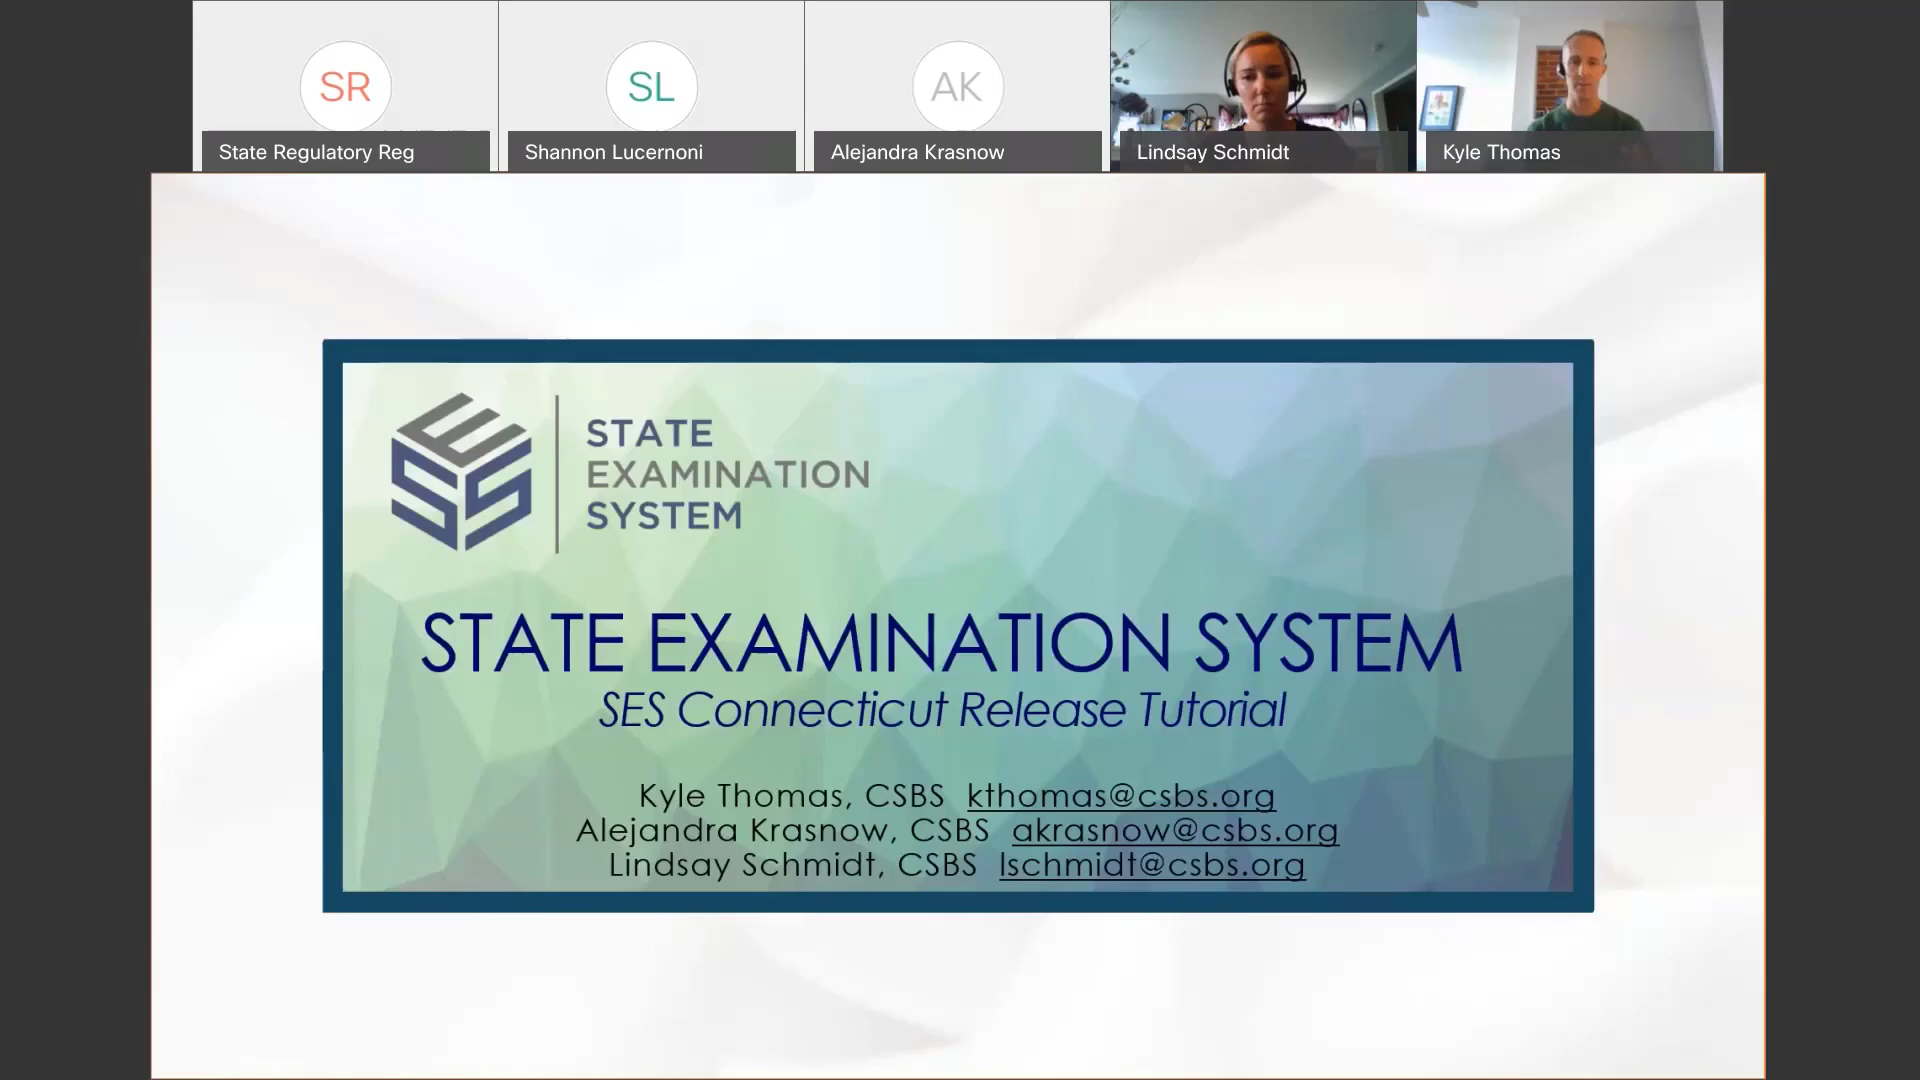 SR
State Regulatory Reg
SL
Shannon Lucernoni
AK
Alejandra Krasnow
Lindsay Schmidt
Kyle Thomas
SES
STATE
EXAMINATION
SYSTEM
STATE EXAMINATION SYSTEM
SES Connecticut Release Tutorial
Kyle Thomas, CSBS kthomas@csbs.org
Alejandra Krasnow, CSBS akrasnow@csbs.org
Lindsay Schmidt, CSBS lschmidt@csbs.org